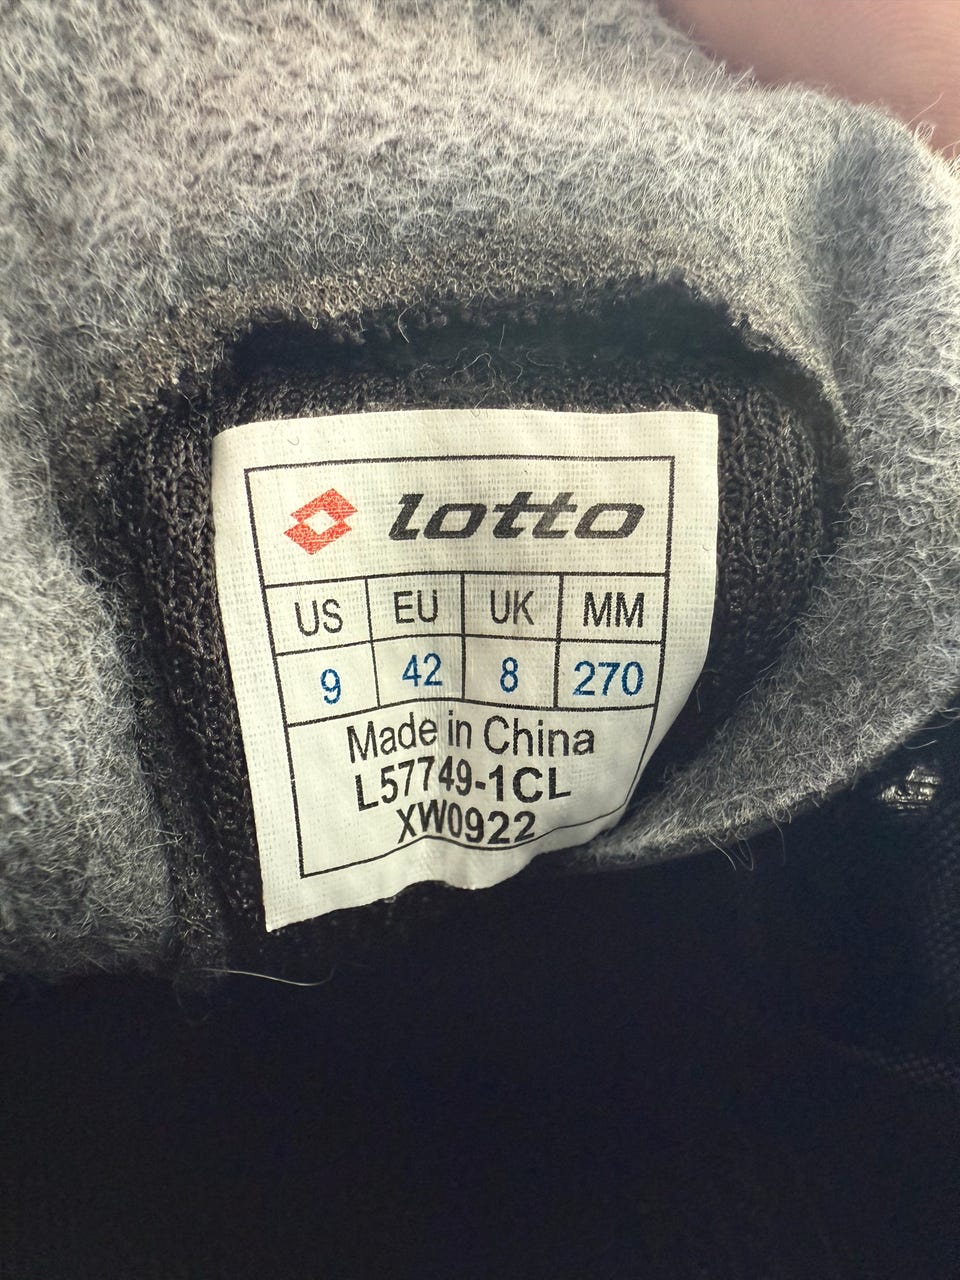 lotto
US EU UK MM
9 42 8 270
Made in China
L57749-1CL
XW0922